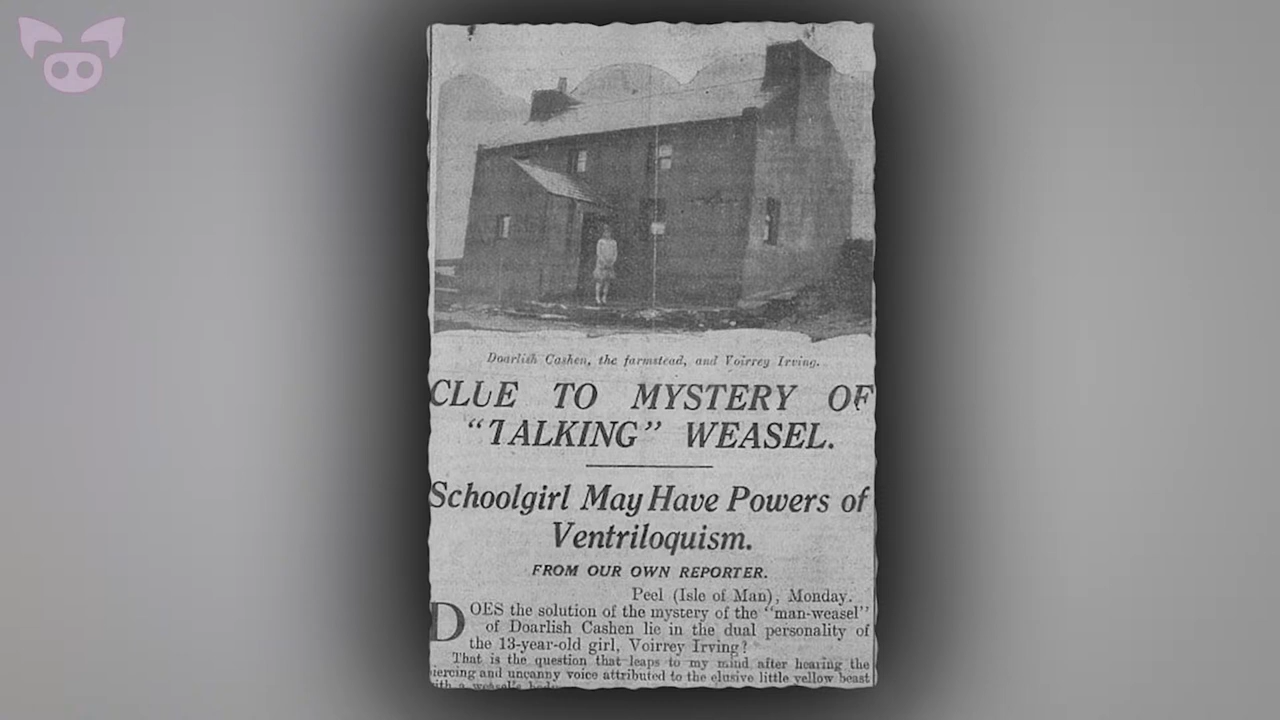 Doarlish Cashen, the farmstead, and Voirrey Irving.
CLUE TO MYSTERY OF
“TALKING” WEASEL.
Schoolgirl May Have Powers of
Ventriloquism.
FROM OUR OWN REPORTER.
Peel (Isle of Man), Monday.
DOES the solution of the mystery of the “man-weasel”
of Doarlish Cashen lie in the dual personality of
the 13-year-old girl, Voirrey Irving?
That is the question that leaps to my mind after hearing the
iercing and uncanny voice attributed to the elusive little yellow beast
ith a weasel's